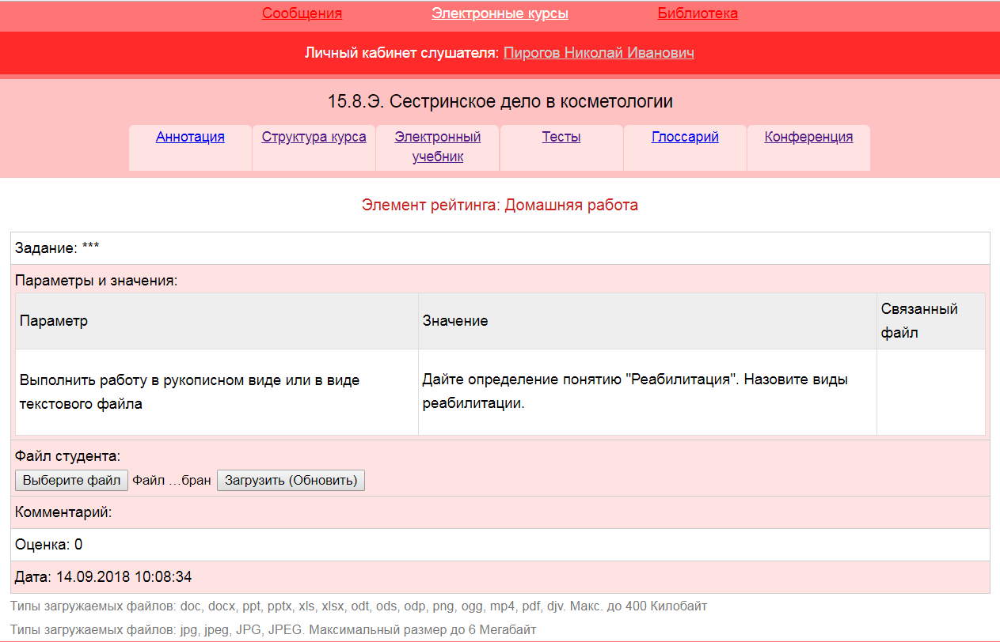 Сообщения Электронные курсы Библиотека
Личный кабинет слушателя: Пирогов Николай Иванович
15.8.Э. Сестринское дело в косметологии
Аннотация Структура курса Электронный учебник Тесты Глоссарий Конференция
Элемент рейтинга: Домашняя работа
Задание: ***
Параметры и значения:
Параметр Значение Связанный файл
Выполнить работу в рукописном виде или в виде
текстового файла
Дайте определение понятию "Реабилитация". Назовите виды
реабилитации.
Файл студента:
Выберите файл Файл ...бран Загрузить (Обновить)
Комментарий:
Оценка: 0
Дата: 14.09.2018 10:08:34
Типы загружаемых файлов: doc, docx, ppt, pptx, xls, xlsx, odt, ods, odp, png, ogg, mp4, pdf, djv. Макс. до 400 Килобайт
Типы загружаемых файлов: jpg, jpeg, JPG, JPEG. Максимальный размер до 6 Мегабайт